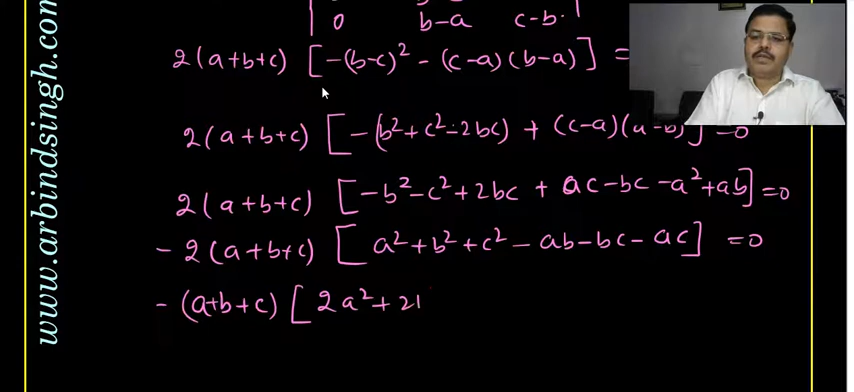 0 b-a c-b.
2(a+b+c) [-(b-c)² - (c-a)(b-a)] =
2(a+b+c) [-(b²+c²-2bc) + (c-a)(a-b)] =0
2(a+b+c) [-b²-c²+2bc + ac-bc-a²+ab] =0
- 2(a+b+c) [a²+b²+c²-ab-bc-ac] =0
- (a+b+c) [2a²+2
www.arbindsingh.com